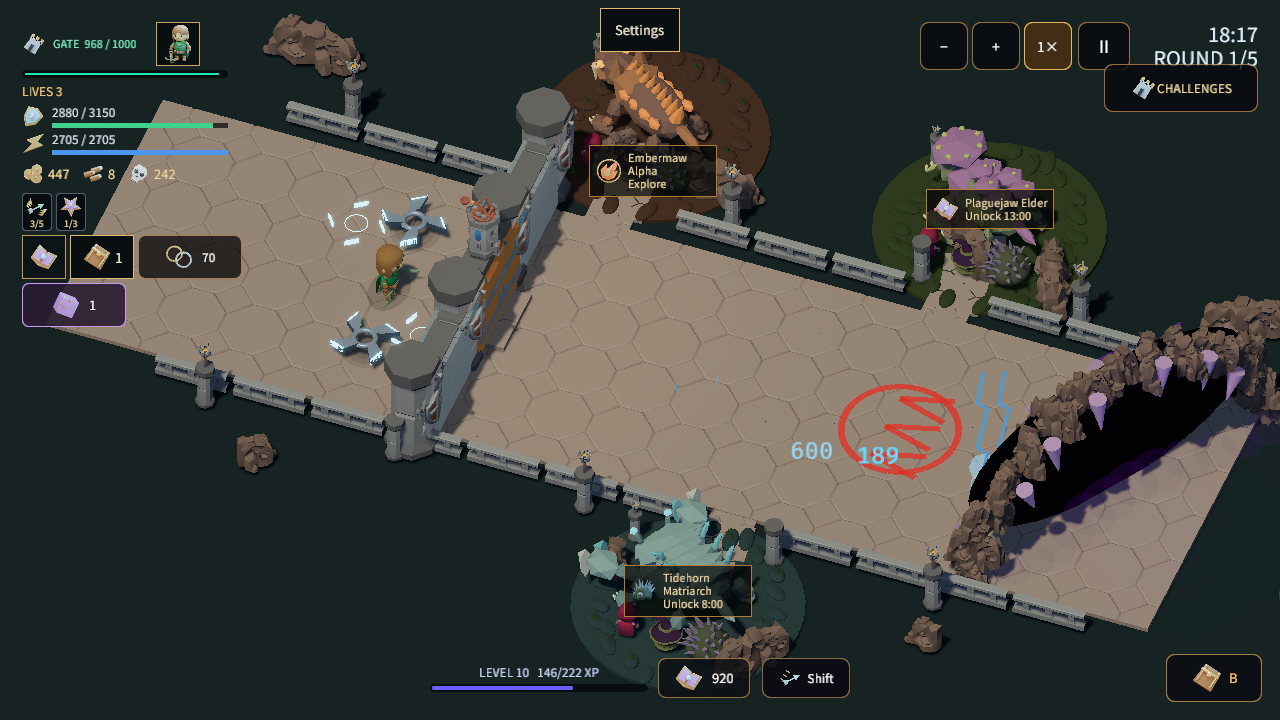 Settings
GATE 968 / 1000
- + 1× II
18:17
ROUND 1/5
CHALLENGES
LIVES 3
2880 / 3150
2705 / 2705
447 8 242
3/5 1/3
1 70
1
Embermaw
Alpha
Explore
Plaguejaw Elder
Unlock 13:00
600 189
Tidehorn
Matriarch
Unlock 8:00
LEVEL 10 146/222 XP
920
Shift
B